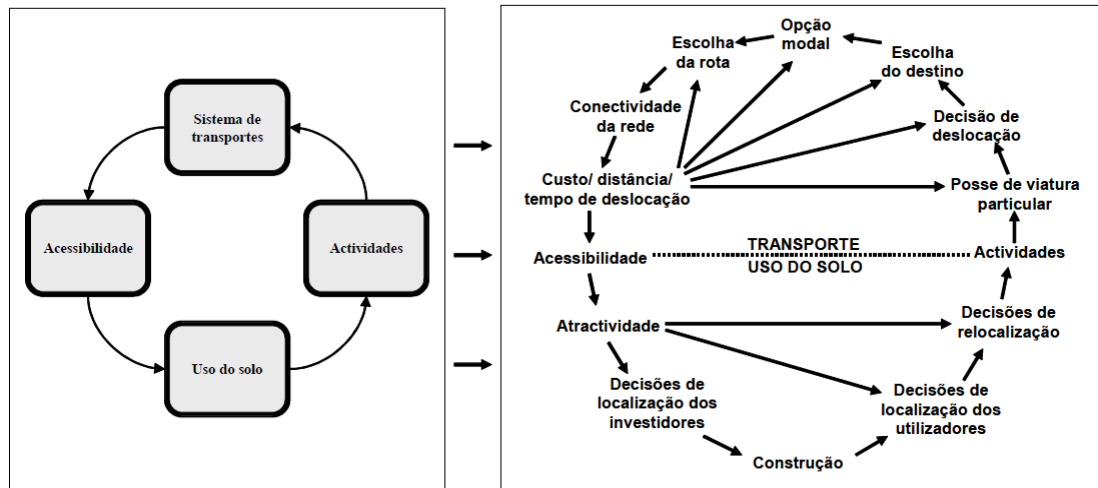 Sistema de
transportes
Acessibilidade
Actividades
Uso do solo
Opção
modal
Escolha
da rota
Escolha
do destino
Conectividade
da rede
Decisão de
deslocação
Custo/ distância/
tempo de deslocação
Posse de viatura
particular
TRANSPORTE
Acessibilidade
Actividades
USO DO SOLO
Atractividade
Decisões de
relocalização
Decisões de
localização dos
investidores
Decisões de
localização dos
utilizadores
Construção